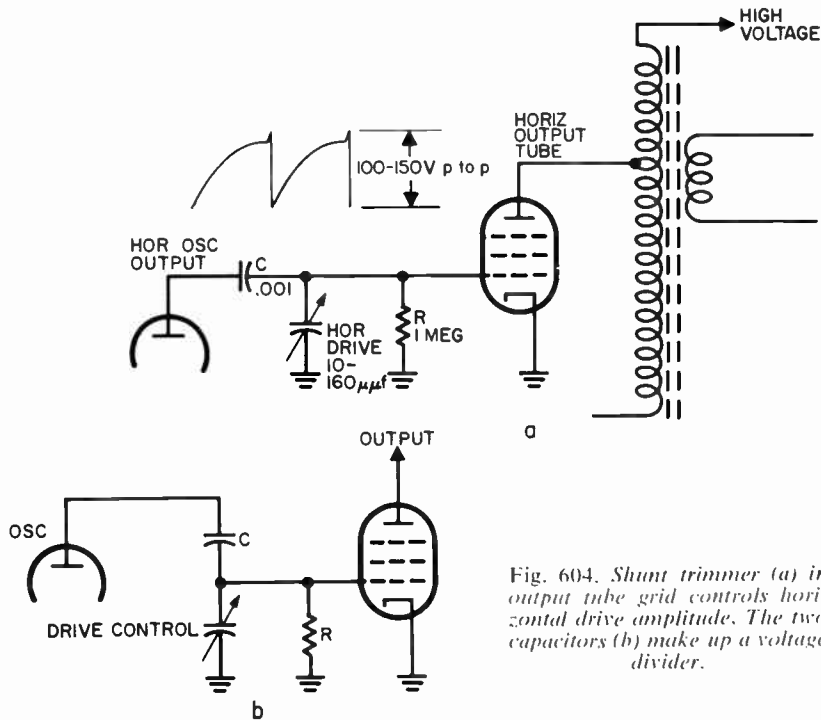 HIGH
VOLTAGE
HORIZ
OUTPUT
TUBE
100-150V p to p
HOR OSC
OUTPUT
C
.001
HOR
DRIVE
10-
160μμf
R
1 MEG
a
OUTPUT
OSC
C
DRIVE CONTROL
R
b
Fig. 604. Shunt trimmer (a) in
output tube grid controls hori
zontal drive amplitude. The two
capacitors (b) make up a voltage
divider.